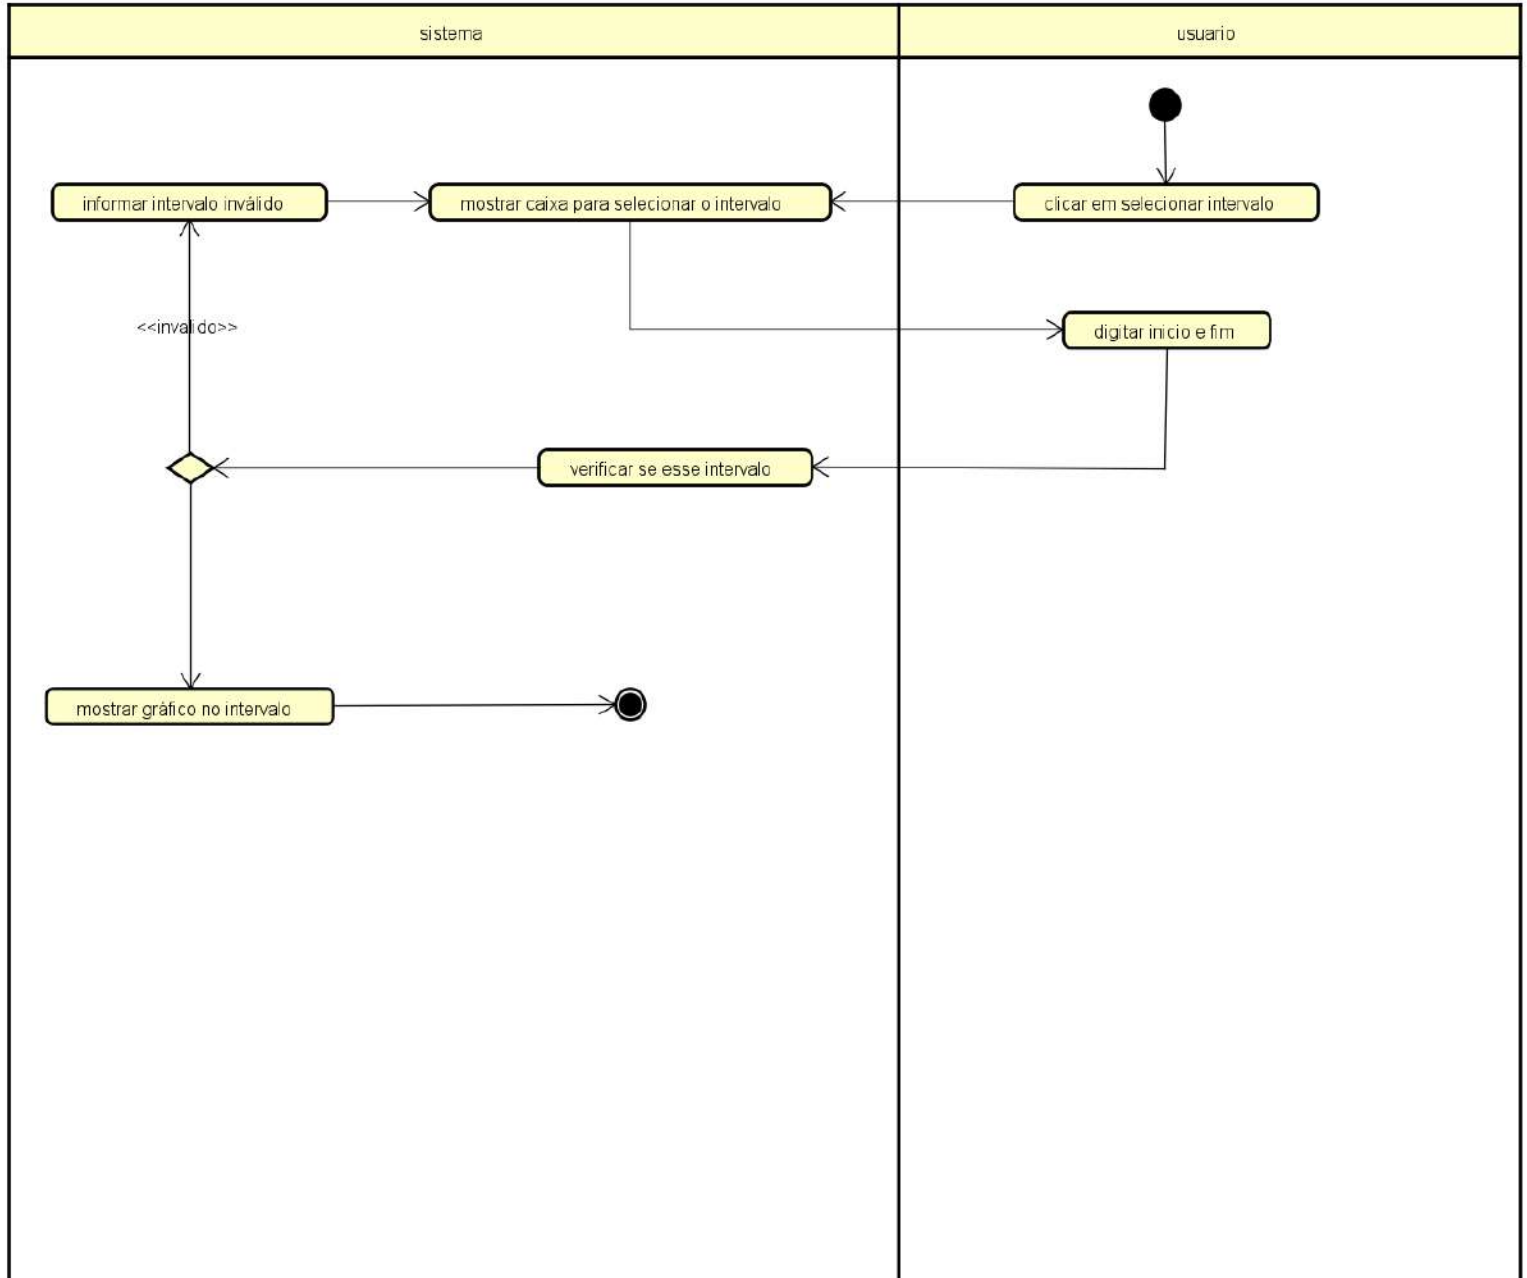 sistema
usuario
informar intervalo inválido
mostrar caixa para selecionar o intervalo
clicar em selecionar intervalo
<<invalido>>
digitar inicio e fim
verificar se esse intervalo
mostrar gráfico no intervalo